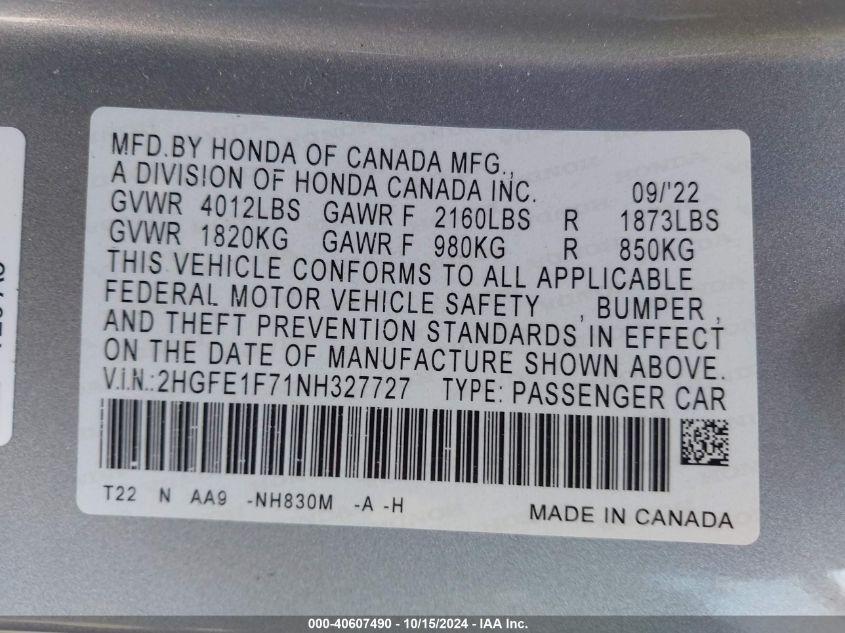 MFD.BY HONDA OF CANADA MFG.,
A DIVISION OF HONDA CANADA INC. 09/'22
GVWR 4012LBS GAWR F 2160LBS R 1873LBS
GVWR 1820KG GAWR F 980KG R 850KG
THIS VEHICLE CONFORMS TO ALL APPLICABLE
FEDERAL MOTOR VEHICLE SAFETY , BUMPER ,
AND THEFT PREVENTION STANDARDS IN EFFECT
ON THE DATE OF MANUFACTURE SHOWN ABOVE.
V.I.N.:2HGFE1F71NH327727 TYPE: PASSENGER CAR
T22 N AA9 -NH830M -A -H
MADE IN CANADA
000-40607490 - 10/15/2024 - IAA Inc.